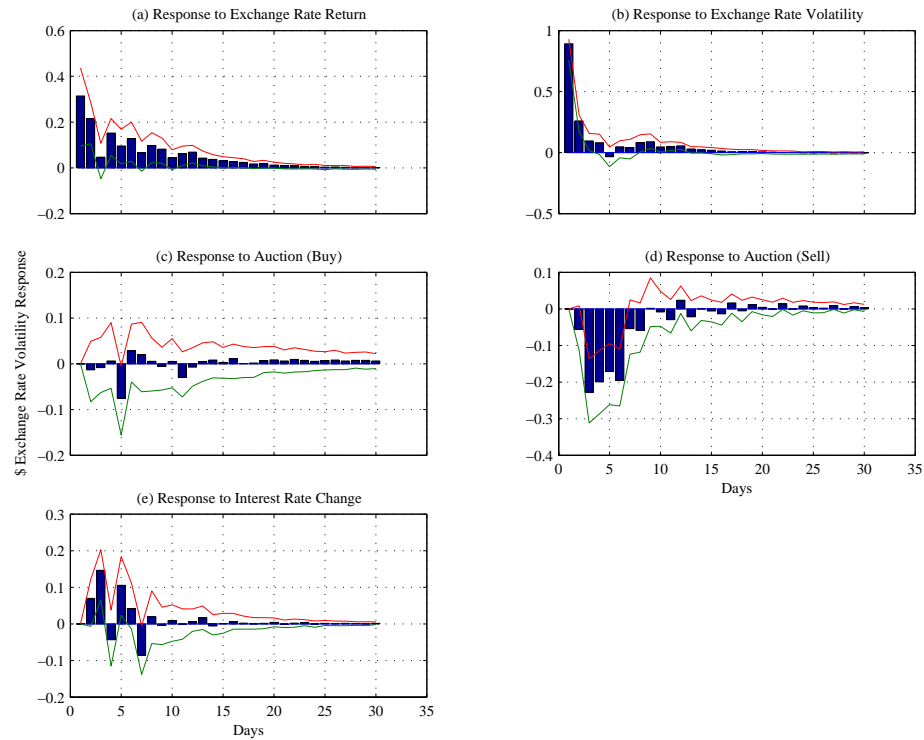 (a) Response to Exchange Rate Return
0.6
0.4
0.2
0
−0.2
(b) Response to Exchange Rate Volatility
1
0.5
0
−0.5
$ Exchange Rate Volatility Response
(c) Response to Auction (Buy)
0.2
0.1
0
−0.1
−0.2
(d) Response to Auction (Sell)
0.1
0
−0.1
−0.2
−0.3
−0.4
0 5 10 15 20 25 30 35
Days
(e) Response to Interest Rate Change
0.3
0.2
0.1
0
−0.1
−0.2
0 5 10 15 20 25 30 35
Days